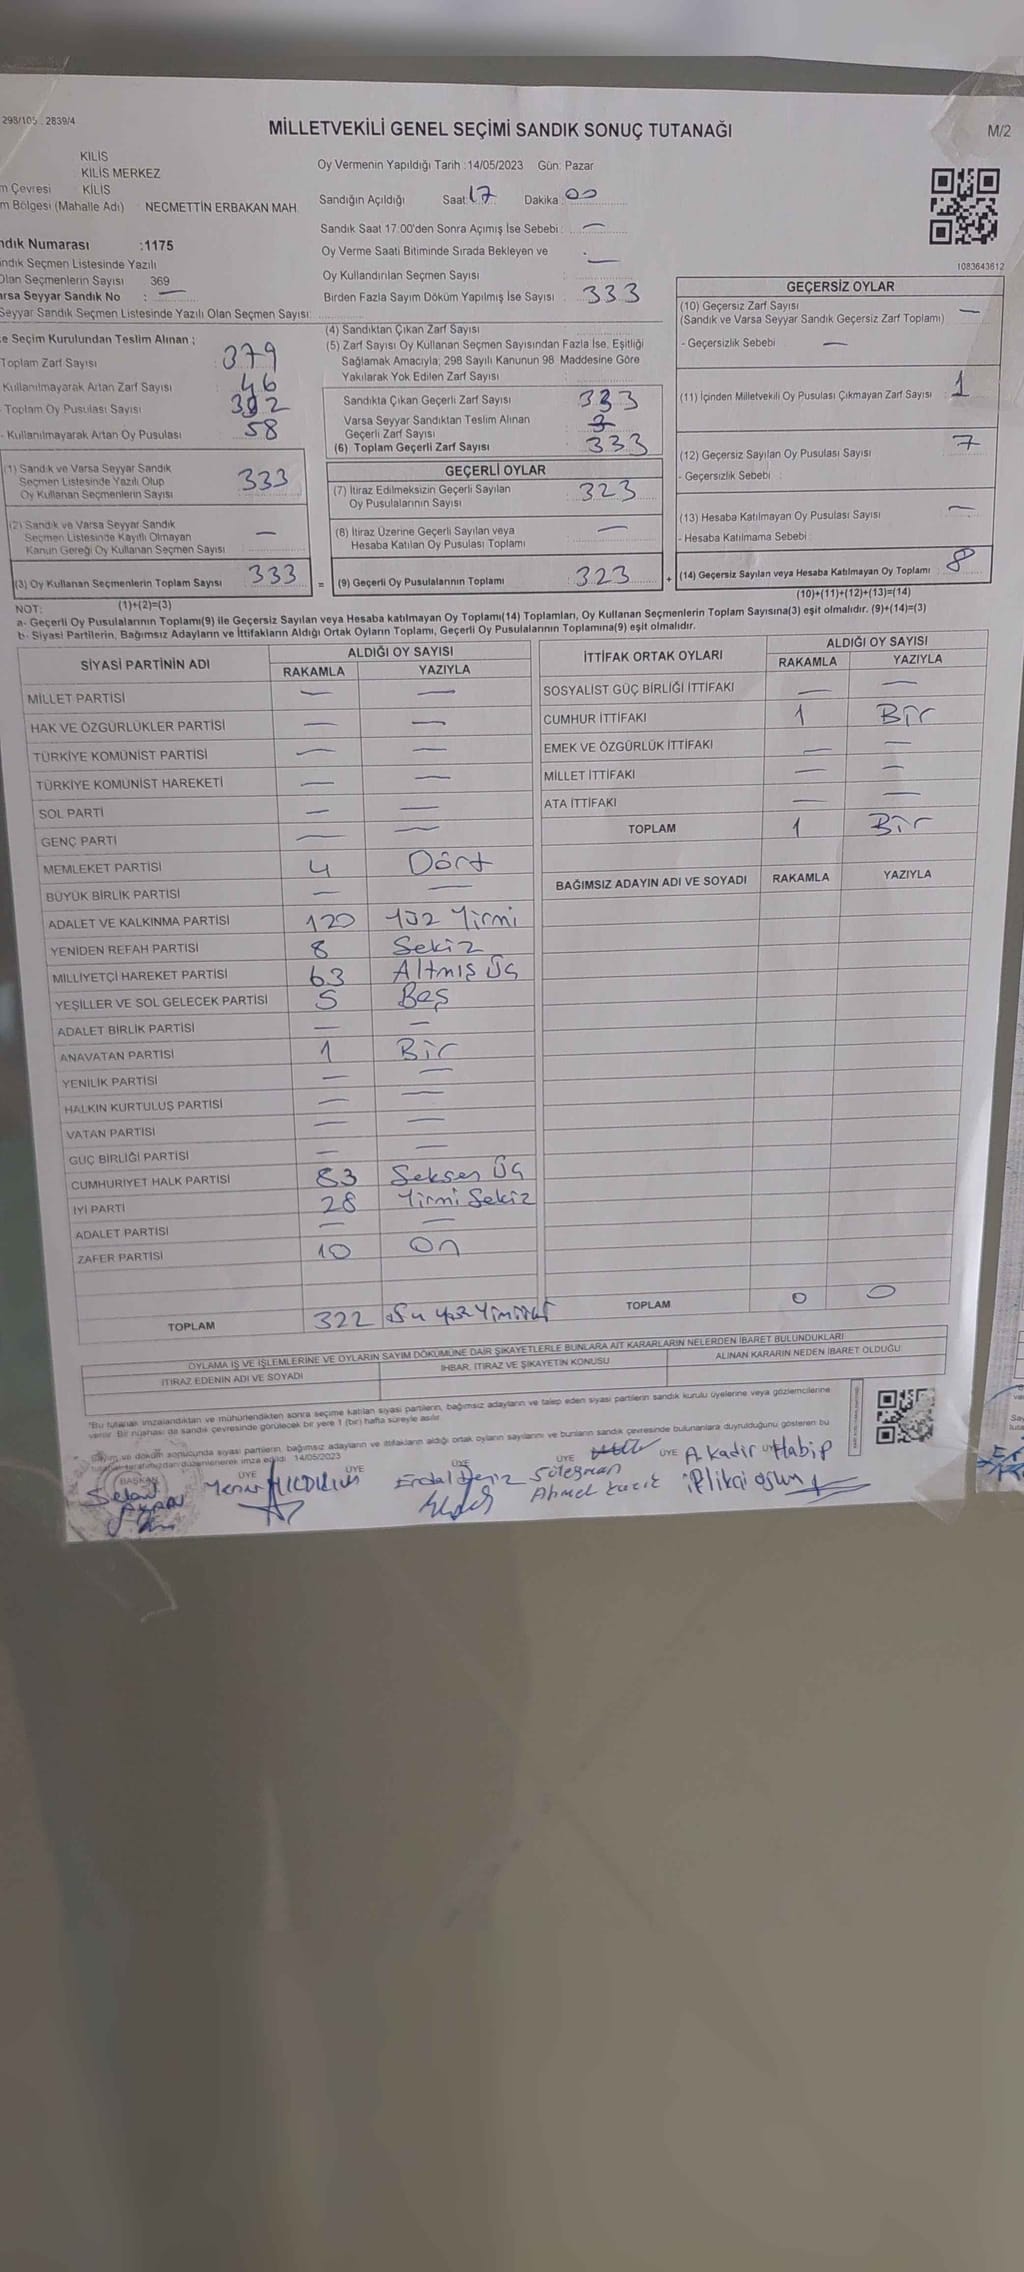 298/105 . 2839/4
MİLLETVEKİLİ GENEL SEÇİMİ SANDIK SONUÇ TUTANAĞI
M/2
KİLİS
KİLİS MERKEZ
m Çevresi KİLİS
m Bölgesi (Mahalle Adı) NECMETTİN ERBAKAN MAH.
ndık Numarası :1175
ndık Seçmen Listesinde Yazılı
Olan Seçmenlerin Sayısı 369
arsa Seyyar Sandık No : —
Seyyar Sandık Seçmen Listesinde Yazılı Olan Seçmen Sayısı:
Oy Vermenin Yapıldığı Tarih :14/05/2023 Gün: Pazar
Sandığın Açıldığı Saat 17 Dakika : 00
Sandık Saat 17.00'den Sonra Açımış İse Sebebi : —
Oy Verme Saati Bitiminde Sırada Bekleyen ve
Oy Kullandırılan Seçmen Sayısı : —
Birden Fazla Sayım Döküm Yapılmış İse Sayısı : 333
1083643612
e Seçim Kurulundan Teslim Alınan ;
Toplam Zarf Sayısı : 379
Kullanılmayarak Artan Zarf Sayısı : 46
Toplam Oy Pusulası Sayısı : 392
- Kullanılmayarak Artan Oy Pusulası : 58
(1) Sandık ve Varsa Seyyar Sandık
Seçmen Listesinde Yazılı Olup
Oy Kullanan Seçmenlerin Sayısı 333
(2) Sandık ve Varsa Seyyar Sandık
Seçmen Listesinde Kayıtlı Olmayan
Kanun Gereği Oy Kullanan Seçmen Sayısı —
(3) Oy Kullanan Seçmenlerin Toplam Sayısı 333
(1)+(2)=(3)
(4) Sandıktan Çıkan Zarf Sayısı :
(5) Zarf Sayısı Oy Kullanan Seçmen Sayısından Fazla İse, Eşitliği
Sağlamak Amacıyla, 298 Sayılı Kanunun 98. Maddesine Göre
Yakılarak Yok Edilen Zarf Sayısı :
Sandıkta Çıkan Geçerli Zarf Sayısı : 333
Varsa Seyyar Sandıktan Teslim Alınan
Geçerli Zarf Sayısı :
(6) Toplam Geçerli Zarf Sayısı : 333
GEÇERLİ OYLAR
(7) İtiraz Edilmeksizin Geçerli Sayılan
Oy Pusulalarının Sayısı : 323
(8) İtiraz Üzerine Geçerli Sayılan veya
Hesaba Katılan Oy Pusulası Toplamı : —
= (9) Geçerli Oy Pusulalarının Toplamı : 323
GEÇERSİZ OYLAR
(10) Geçersiz Zarf Sayısı : —
(Sandık ve Varsa Seyyar Sandık Geçersiz Zarf Toplamı)
- Geçersizlik Sebebi : —
(11) İçinden Milletvekili Oy Pusulası Çıkmayan Zarf Sayısı : 1
(12) Geçersiz Sayılan Oy Pusulası Sayısı : 7
- Geçersizlik Sebebi :
(13) Hesaba Katılmayan Oy Pusulası Sayısı : —
- Hesaba Katılmama Sebebi :
+ (14) Geçersiz Sayılan veya Hesaba Katılmayan Oy Toplamı : 8
(10)+(11)+(12)+(13)=(14)
NOT:
a- Geçerli Oy Pusulalarının Toplamı(9) ile Geçersiz Sayılan veya Hesaba katılmayan Oy Toplamı(14) Toplamları, Oy Kullanan Seçmenlerin Toplam Sayısına(3) eşit olmalıdır. (9)+(14)=(3)
b- Siyasi Partilerin, Bağımsız Adayların ve İttifakların Aldığı Ortak Oyların Toplamı, Geçerli Oy Pusulalarının Toplamına(9) eşit olmalıdır.
SİYASİ PARTİNİN ADI ALDIĞI OY SAYISI
RAKAMLA YAZIYLA
MİLLET PARTİSİ — —
HAK VE ÖZGÜRLÜKLER PARTİSİ — —
TÜRKİYE KOMÜNİST PARTİSİ — —
TÜRKİYE KOMÜNİST HAREKETİ — —
SOL PARTİ — —
GENÇ PARTİ — —
MEMLEKET PARTİSİ 4 Dört
BÜYÜK BİRLİK PARTİSİ — —
ADALET VE KALKINMA PARTİSİ 120 Yüz Yirmi
YENİDEN REFAH PARTİSİ 8 Sekiz
MİLLİYETÇİ HAREKET PARTİSİ 63 Altmış Üç
YEŞİLLER VE SOL GELECEK PARTİSİ 5 Beş
ADALET BİRLİK PARTİSİ — —
ANAVATAN PARTİSİ 1 Bir
YENİLİK PARTİSİ — —
HALKIN KURTULUŞ PARTİSİ — —
VATAN PARTİSİ — —
GÜÇ BİRLİĞİ PARTİSİ — —
CUMHURİYET HALK PARTİSİ 83 Seksen Üç
İYİ PARTİ 28 Yirmi Sekiz
ADALET PARTİSİ — —
ZAFER PARTİSİ 10 On
TOPLAM 322
İTTİFAK ORTAK OYLARI ALDIĞI OY SAYISI
RAKAMLA YAZIYLA
SOSYALİST GÜÇ BİRLİĞİ İTTİFAKI — —
CUMHUR İTTİFAKI 1 Bir
EMEK VE ÖZGÜRLÜK İTTİFAKI — —
MİLLET İTTİFAKI — —
ATA İTTİFAKI — —
TOPLAM 1 Bir
BAĞIMSIZ ADAYIN ADI VE SOYADI RAKAMLA YAZIYLA
TOPLAM 0 0
OYLAMA İŞ VE İŞLEMLERİNE VE OYLARIN SAYIM DÖKÜMÜNE DAİR ŞİKAYETLERLE BUNLARA AİT KARARLARIN NELERDEN İBARET BULUNDUKLARI
İTİRAZ EDENİN ADI VE SOYADI İHBAR, İTİRAZ VE ŞİKAYETİN KONUSU ALINAN KARARIN NEDEN İBARET OLDUĞU
*Bu tutanak imzalandıktan ve mühürlendikten sonra seçime katılan siyasi partilerin, bağımsız adayların ve talep eden siyasi partilerin sandık kurulu üyelerine veya gözlemcilerine
verilir. Bir nüshası da sandık çevresinde görülecek bir yere 1 (bir) hafta süreyle asılır.
Sayım ve döküm sonucunda siyasi partilerin, bağımsız adayların ve ittifakların aldığı ortak oyların sayılarını ve bunların sandık çevresinde bulunanlara duyrulduğunu gösteren bu
tutanak tarafımızdan düzenlenerek imza edildi. 14/05/2023
BAŞKAN ÜYE ÜYE ÜYE ÜYE ÜYE
Erdal Deniz
Süleyman
Ahmet
A. Kadir Habip